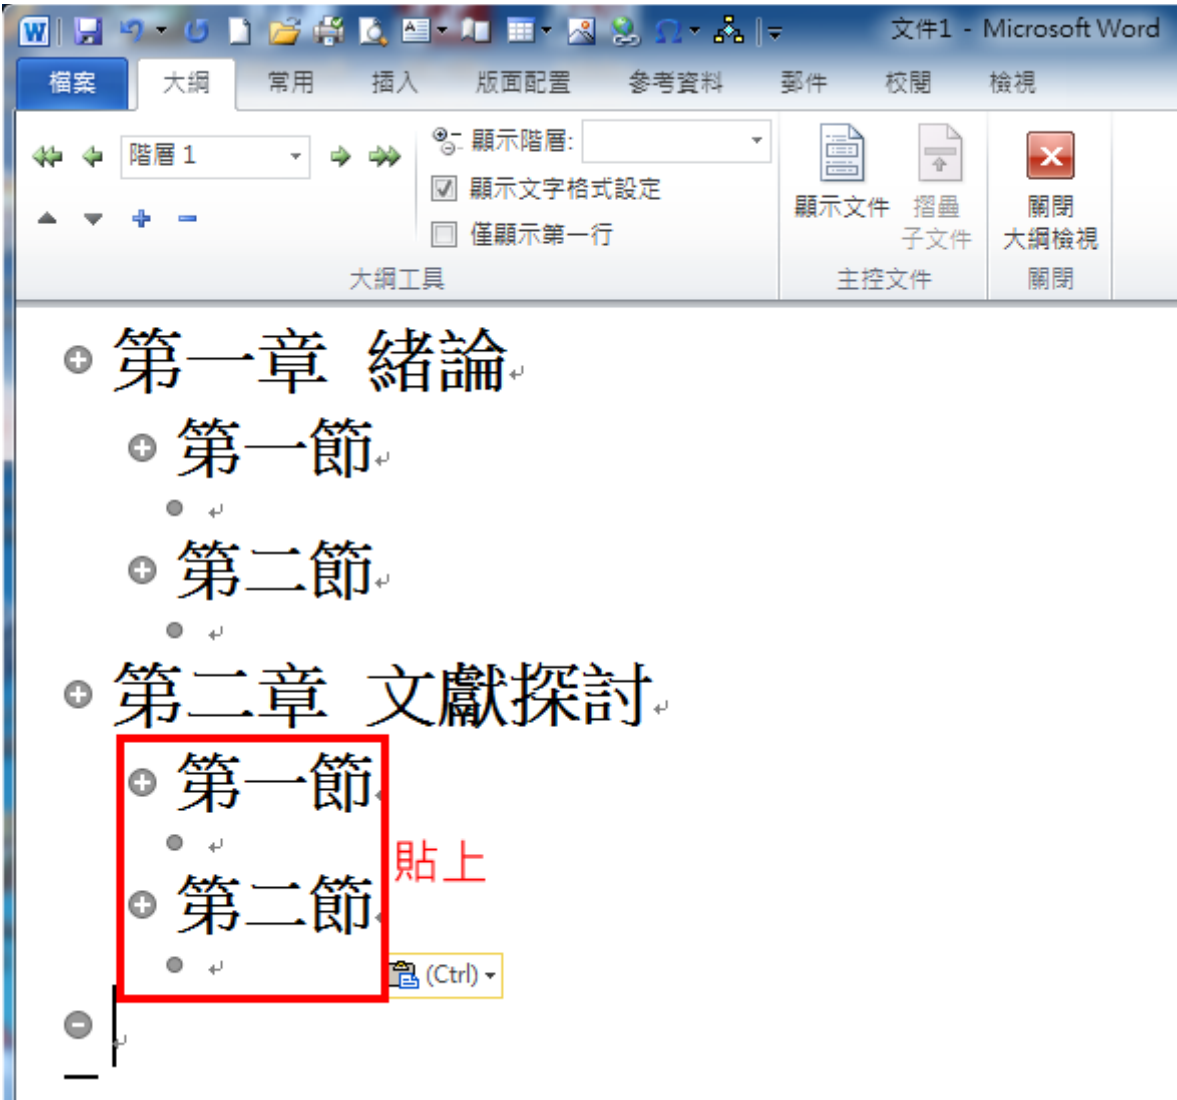 文件1 - Microsoft Word
檔案 大綱 常用 插入 版面配置 參考資料 郵件 校閱 檢視
階層 1
顯示階層:
顯示文字格式設定
僅顯示第一行
大綱工具
顯示文件
摺疊
子文件
主控文件
關閉
大綱檢視
關閉
第一章 緒論
第一節
第二節
第二章 文獻探討
第一節
貼上
第二節
(Ctrl)